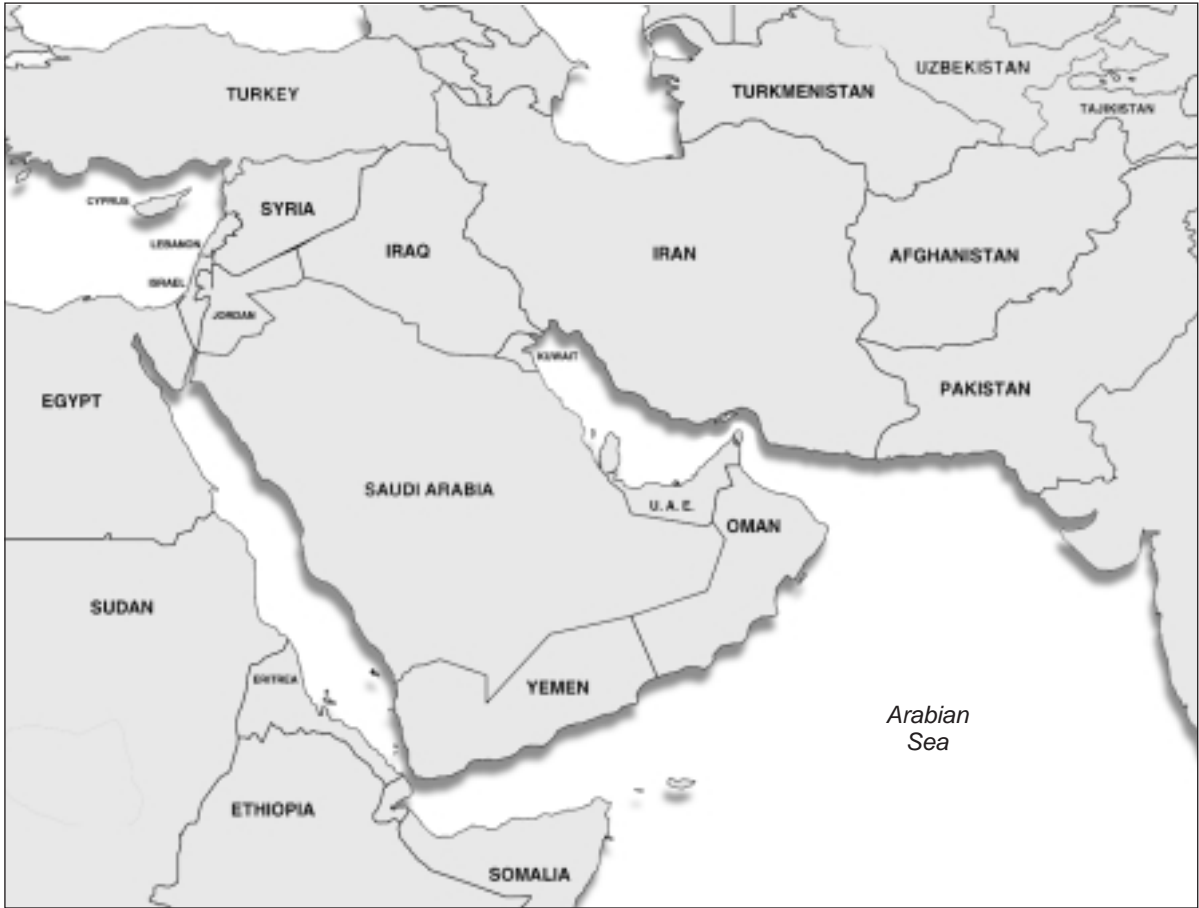 UZBEKISTAN
TURKEY
TURKMENISTAN
TAJIKISTAN
CYPRUS
SYRIA
LEBANON
IRAQ
IRAN
AFGHANISTAN
ISRAEL
JORDAN
KUWAIT
EGYPT
PAKISTAN
SAUDI ARABIA
U. A. E.
OMAN
SUDAN
ERITREA
YEMEN
Arabian
Sea
ETHIOPIA
SOMALIA